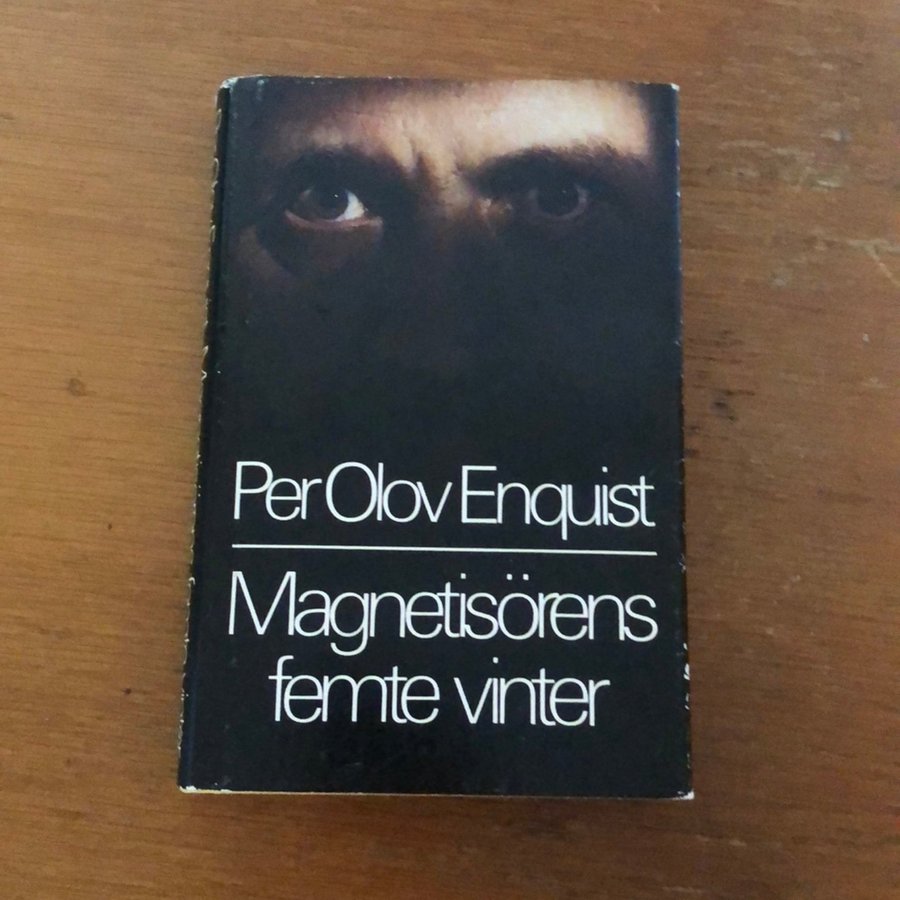 Per Olov Enquist
Magnetisörens
femte vinter